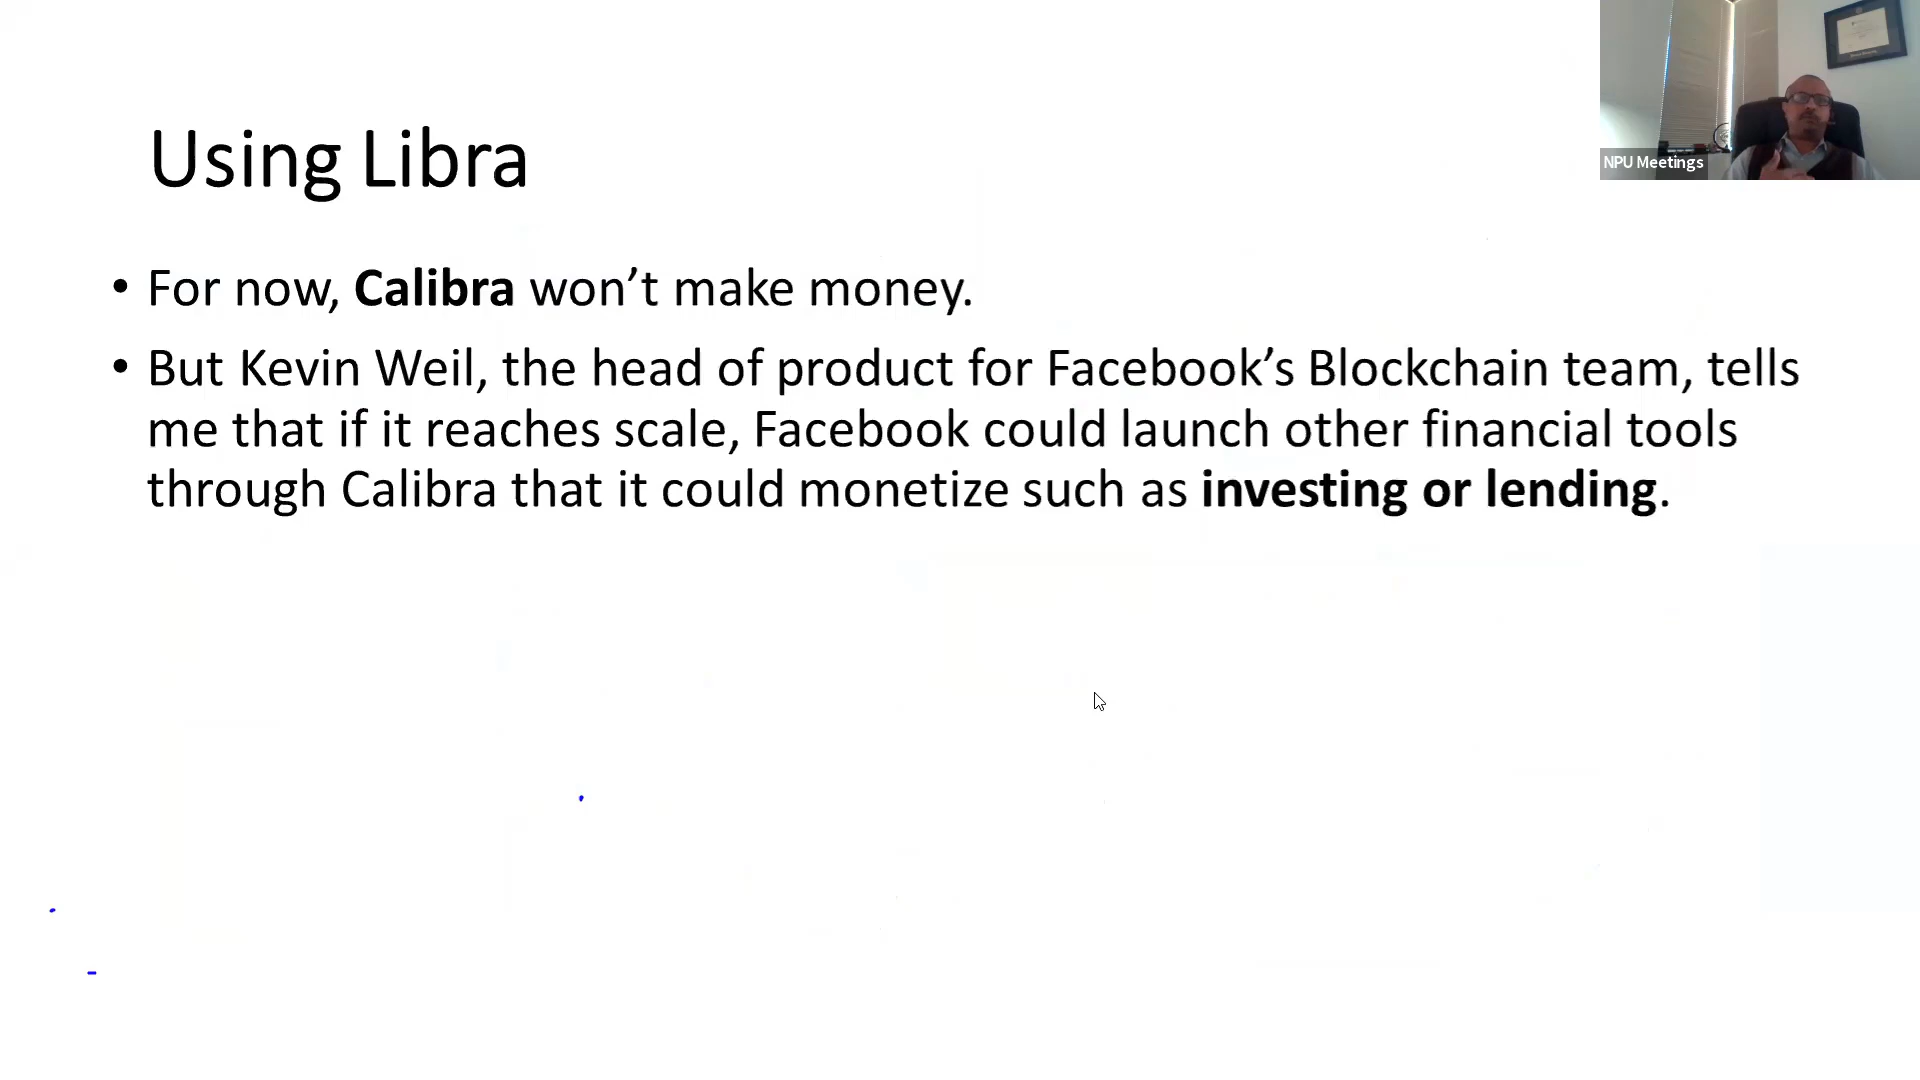 Using Libra
NPU Meetings
• For now, Calibra won’t make money.
• But Kevin Weil, the head of product for Facebook’s Blockchain team, tells
me that if it reaches scale, Facebook could launch other financial tools
through Calibra that it could monetize such as investing or lending.